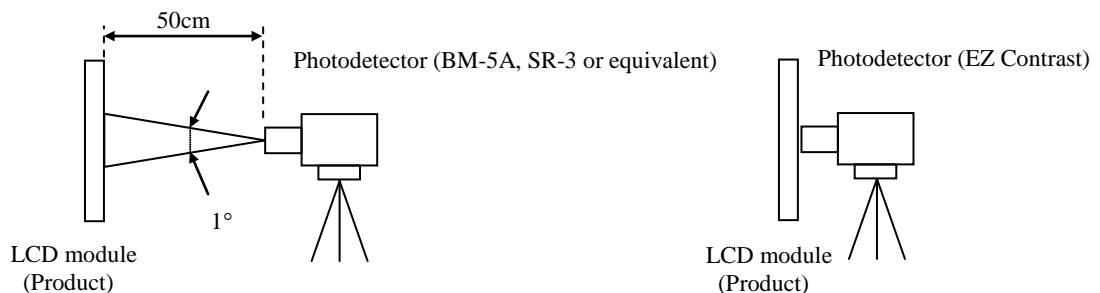 50cm
Photodetector (BM-5A, SR-3 or equivalent)
1°
LCD module
(Product)
Photodetector (EZ Contrast)
LCD module
(Product)